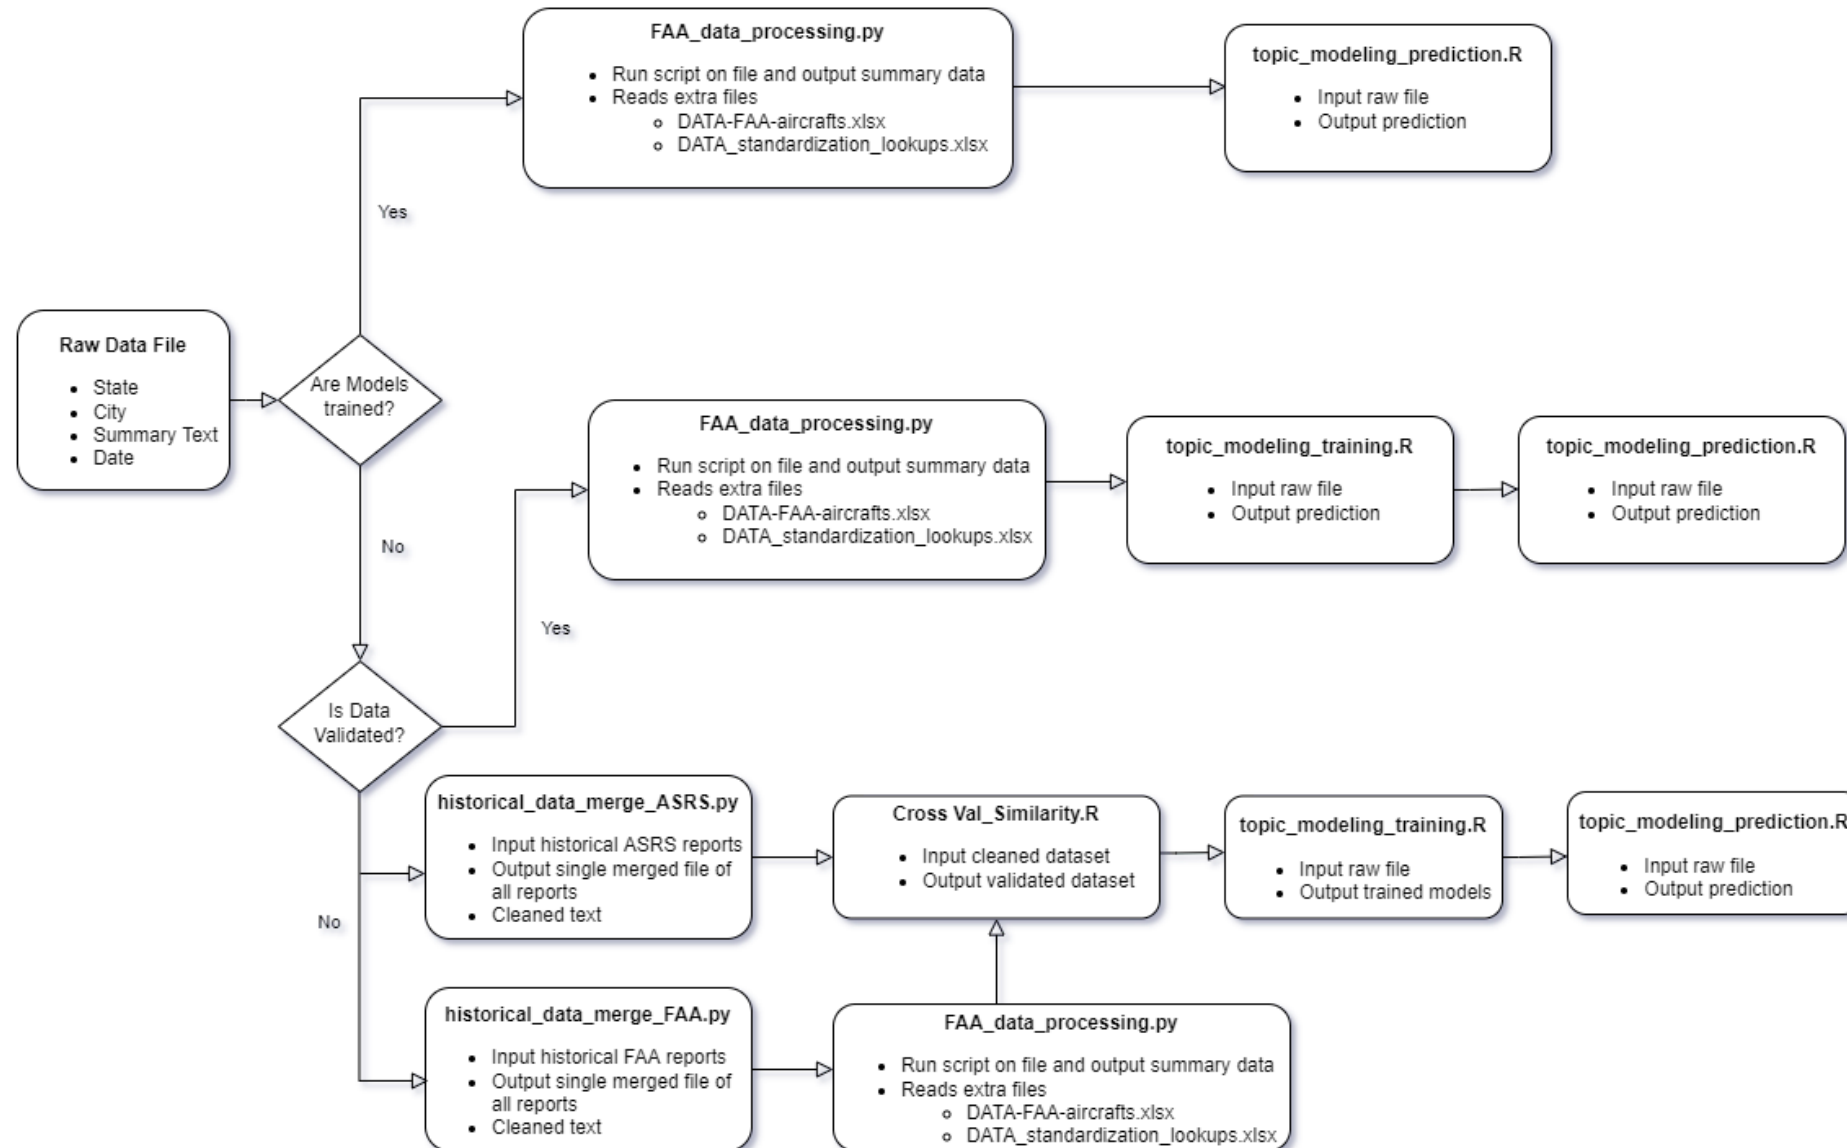 FAA_data_processing.py
• Run script on file and output summary data
• Reads extra files
◦ DATA-FAA-aircrafts.xlsx
◦ DATA_standardization_lookups.xlsx
topic_modeling_prediction.R
• Input raw file
• Output prediction
Yes
Raw Data File
• State
• City
• Summary Text
• Date
Are Models
trained?
No
FAA_data_processing.py
• Run script on file and output summary data
• Reads extra files
◦ DATA-FAA-aircrafts.xlsx
◦ DATA_standardization_lookups.xlsx
topic_modeling_training.R
• Input raw file
• Output prediction
topic_modeling_prediction.R
• Input raw file
• Output prediction
Yes
Is Data
Validated?
No
historical_data_merge_ASRS.py
• Input historical ASRS reports
• Output single merged file of
all reports
• Cleaned text
Cross Val_Similarity.R
• Input cleaned dataset
• Output validated dataset
topic_modeling_training.R
• Input raw file
• Output trained models
topic_modeling_prediction.R
• Input raw file
• Output prediction
historical_data_merge_FAA.py
• Input historical FAA reports
• Output single merged file of
all reports
• Cleaned text
FAA_data_processing.py
• Run script on file and output summary data
• Reads extra files
◦ DATA-FAA-aircrafts.xlsx
◦ DATA_standardization_lookups.xlsx